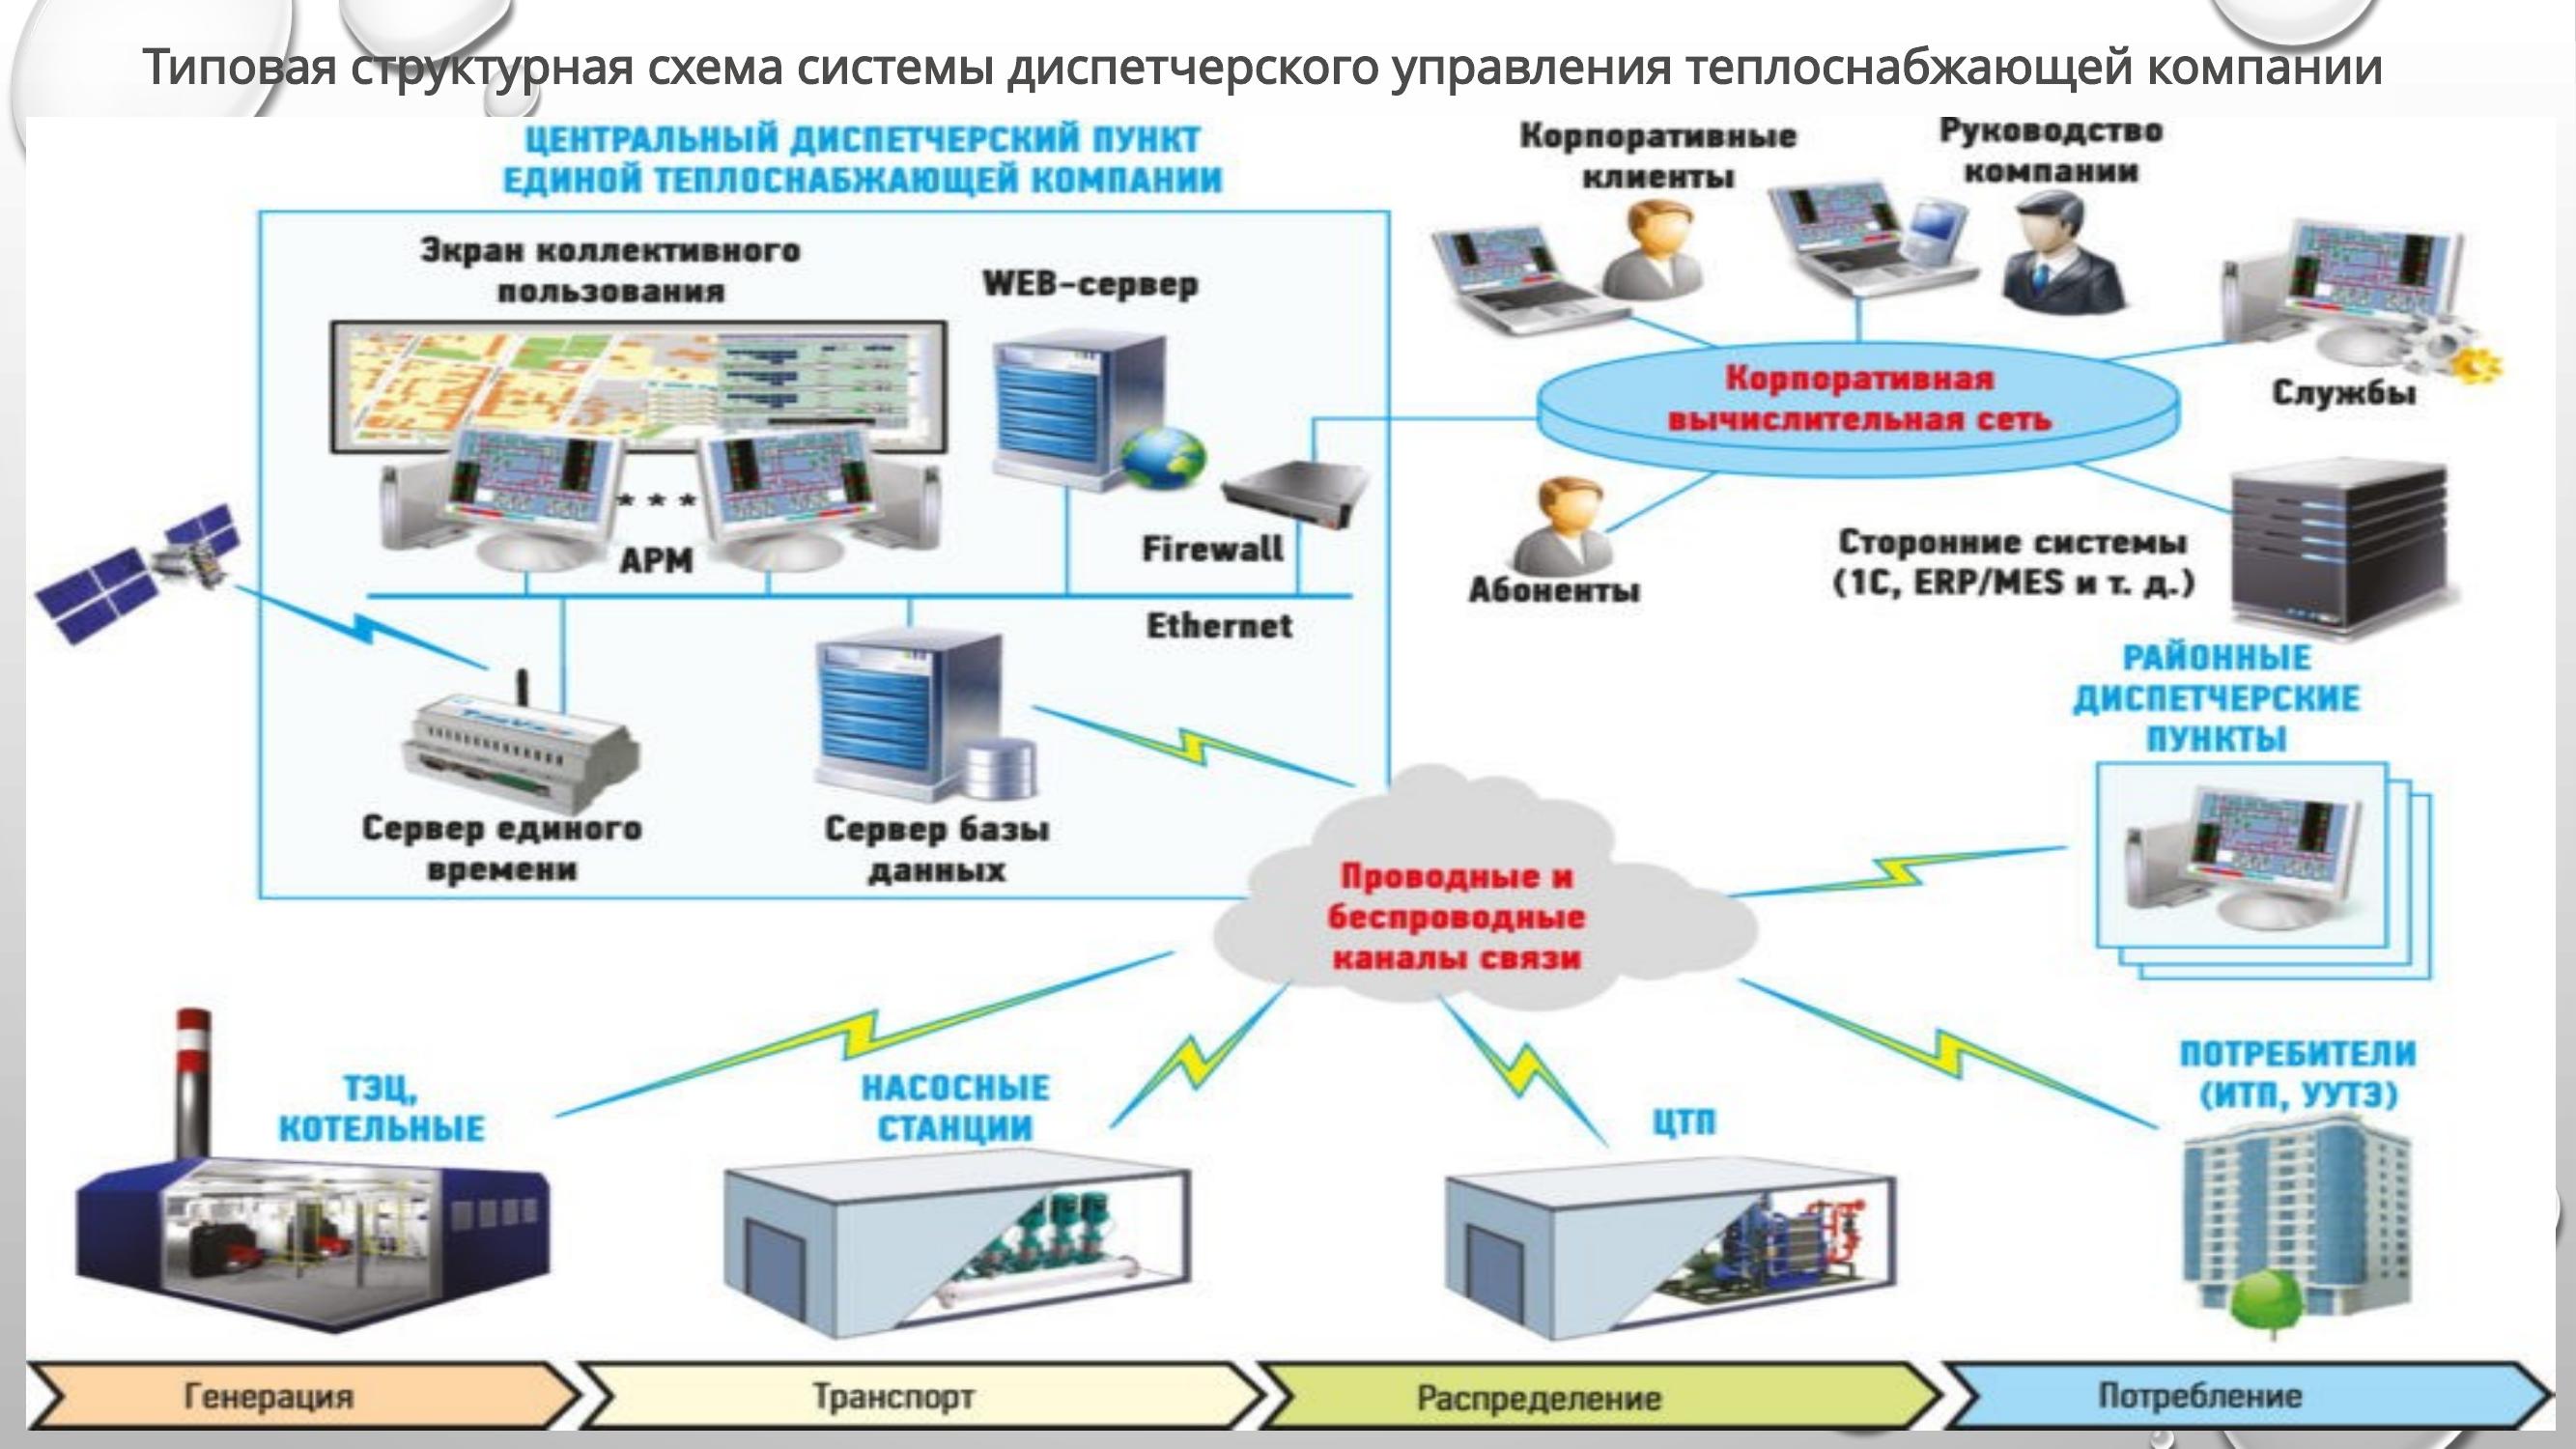 Типовая структурная схема системы диспетчерского управления теплоснабжающей компании
ЦЕНТРАЛЬНЫЙ ДИСПЕТЧЕРСКИЙ ПУНКТ
ЕДИНОЙ ТЕПЛОСНАБЖАЮЩЕЙ КОМПАНИИ
Экран коллективного
пользования
WEB-сервер
* * *
АРМ
Firewall
Ethernet
Сервер единого
времени
Сервер базы
данных
Корпоративные
клиенты
Руководство
компании
Корпоративная
вычислительная сеть
Службы
Абоненты
Сторонние системы
(1С, ERP/MES и т. д.)
РАЙОННЫЕ
ДИСПЕТЧЕРСКИЕ
ПУНКТЫ
Проводные и
беспроводные
каналы связи
ТЭЦ,
КОТЕЛЬНЫЕ
НАСОСНЫЕ
СТАНЦИИ
ЦТП
ПОТРЕБИТЕЛИ
(ИТП, УУТЭ)
Генерация
Транспорт
Распределение
Потребление